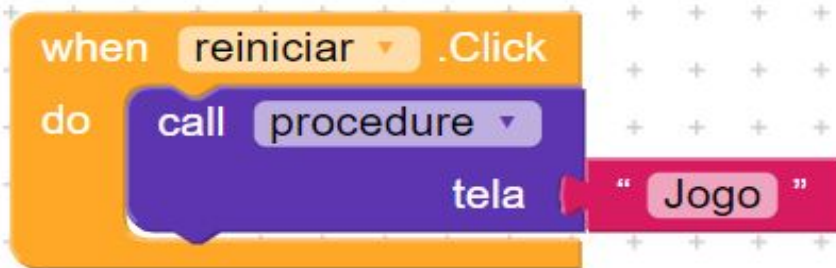 when reiniciar .Click
do call procedure
tela “ Jogo ”